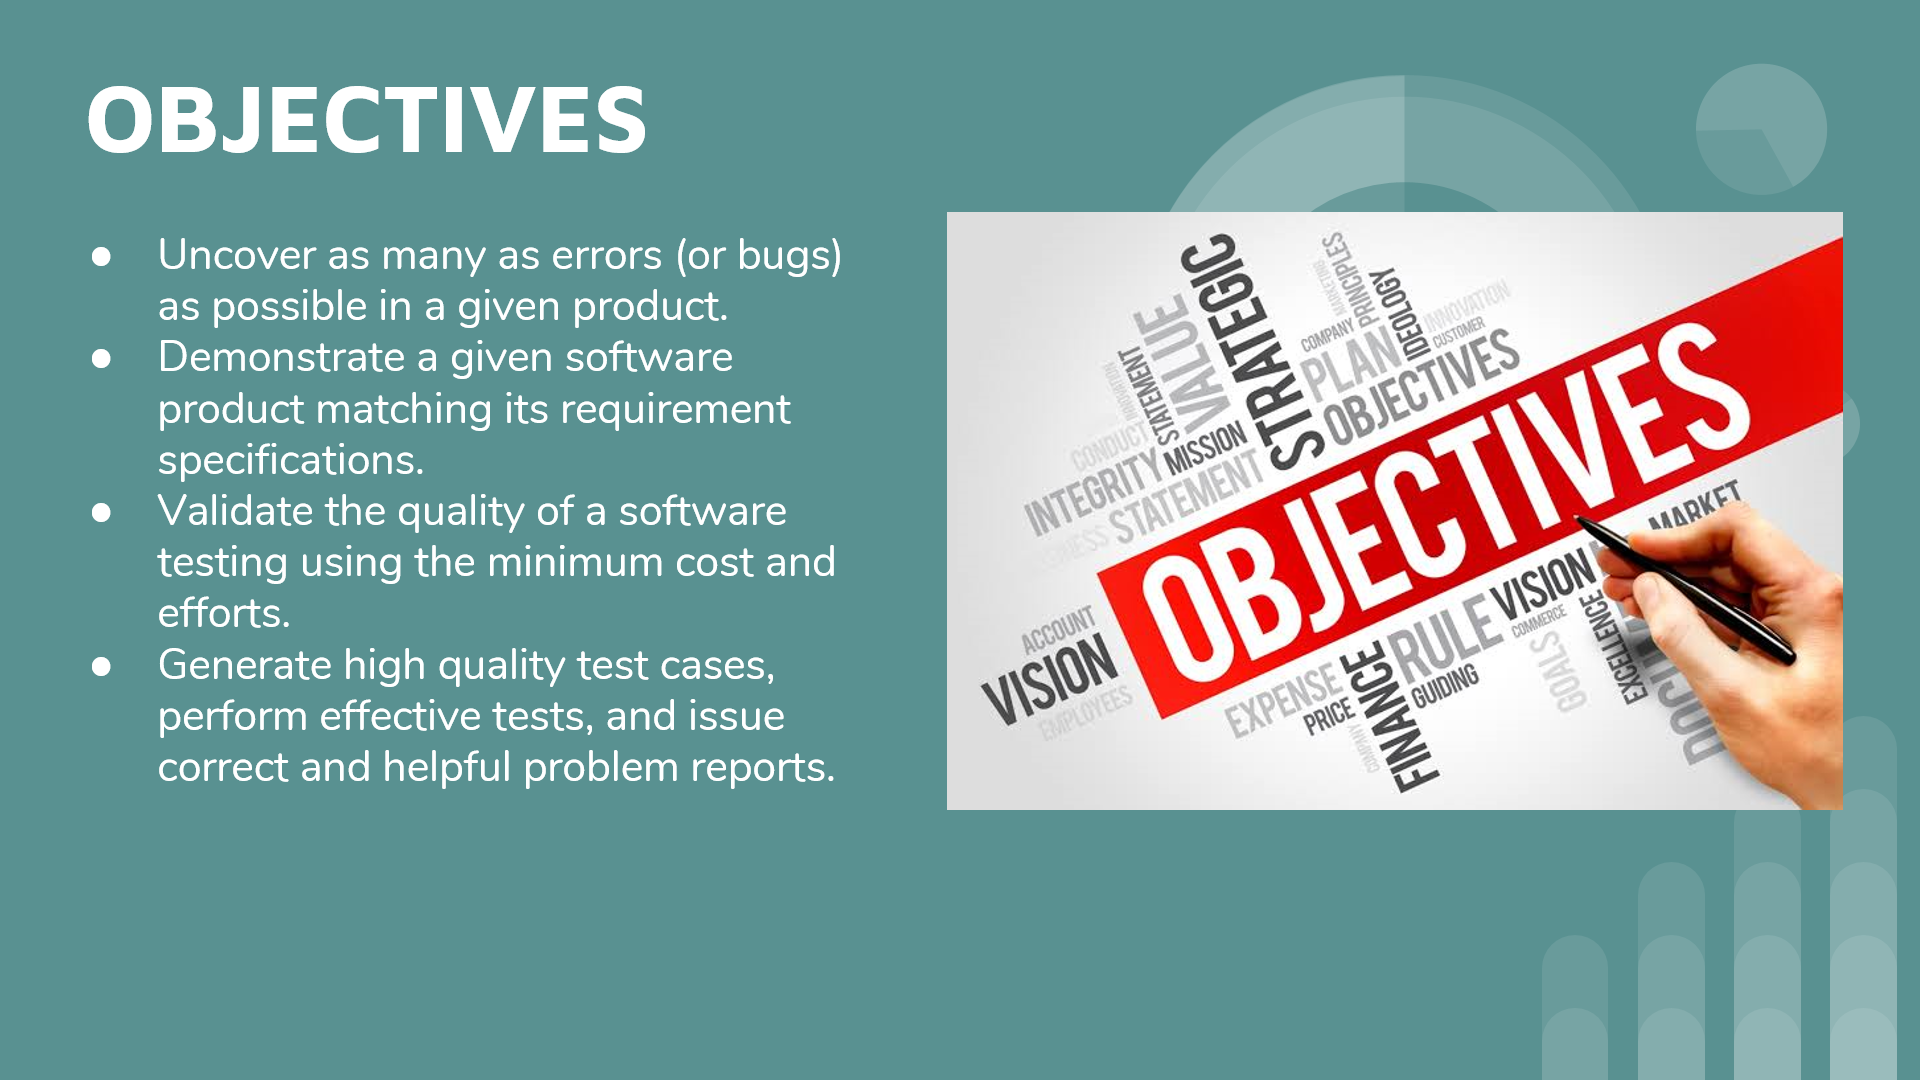 OBJECTIVES
● Uncover as many as errors (or bugs)
as possible in a given product.
● Demonstrate a given software
product matching its requirement
specifications.
● Validate the quality of a software
testing using the minimum cost and
efforts.
● Generate high quality test cases,
perform effective tests, and issue
correct and helpful problem reports.
STRATEGIC
VALUE
STATEMENT
CONDUCT
INTEGRITY
MISSION
STATEMENT
PRINCIPLES
MARKETING
IDEOLOGY
INNOVATION
COMPANY
CUSTOMER
PLAN
OBJECTIVES
OBJECTIVES
MARKET
ACCOUNT
VISION
EMPLOYEES
EXPENSE
PRICE
COMPANY
FINANCE
RULE
GUIDING
VISION
COMMERCE
GOALS
EXCELLENCE